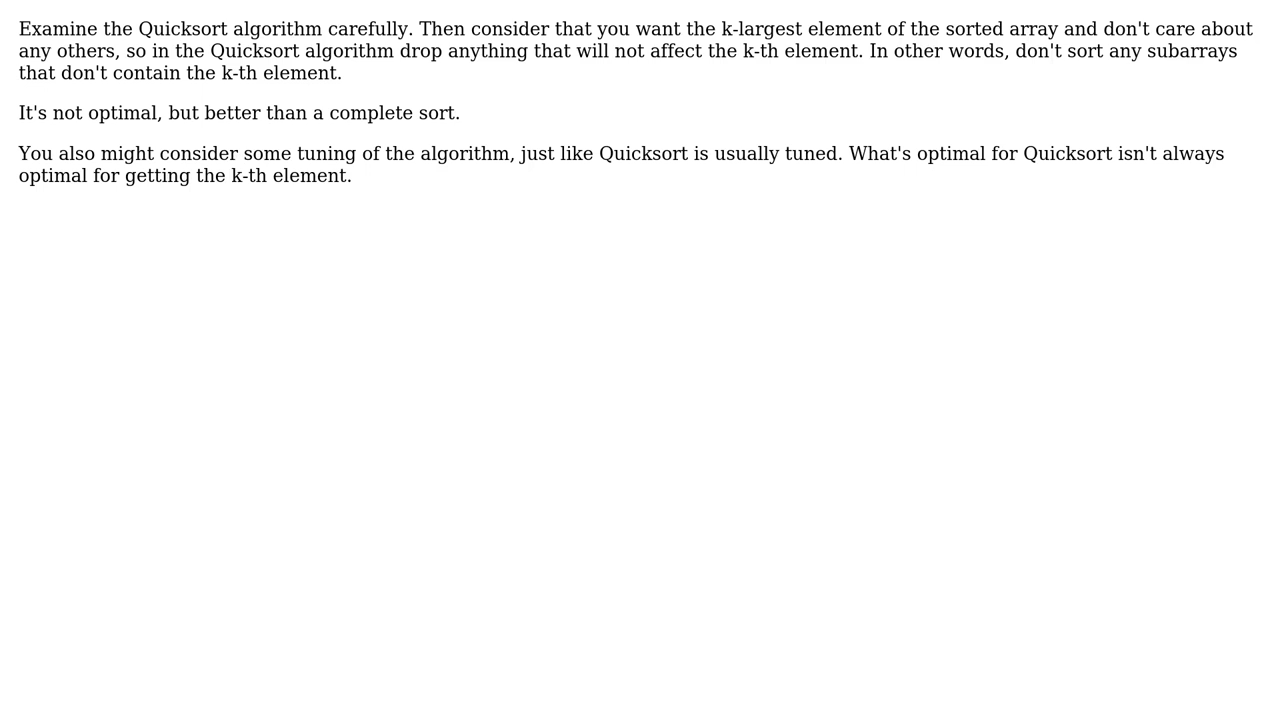 Examine the Quicksort algorithm carefully. Then consider that you want the k-largest element of the sorted array and don't care about
any others, so in the Quicksort algorithm drop anything that will not affect the k-th element. In other words, don't sort any subarrays
that don't contain the k-th element.
It's not optimal, but better than a complete sort.
You also might consider some tuning of the algorithm, just like Quicksort is usually tuned. What's optimal for Quicksort isn't always
optimal for getting the k-th element.